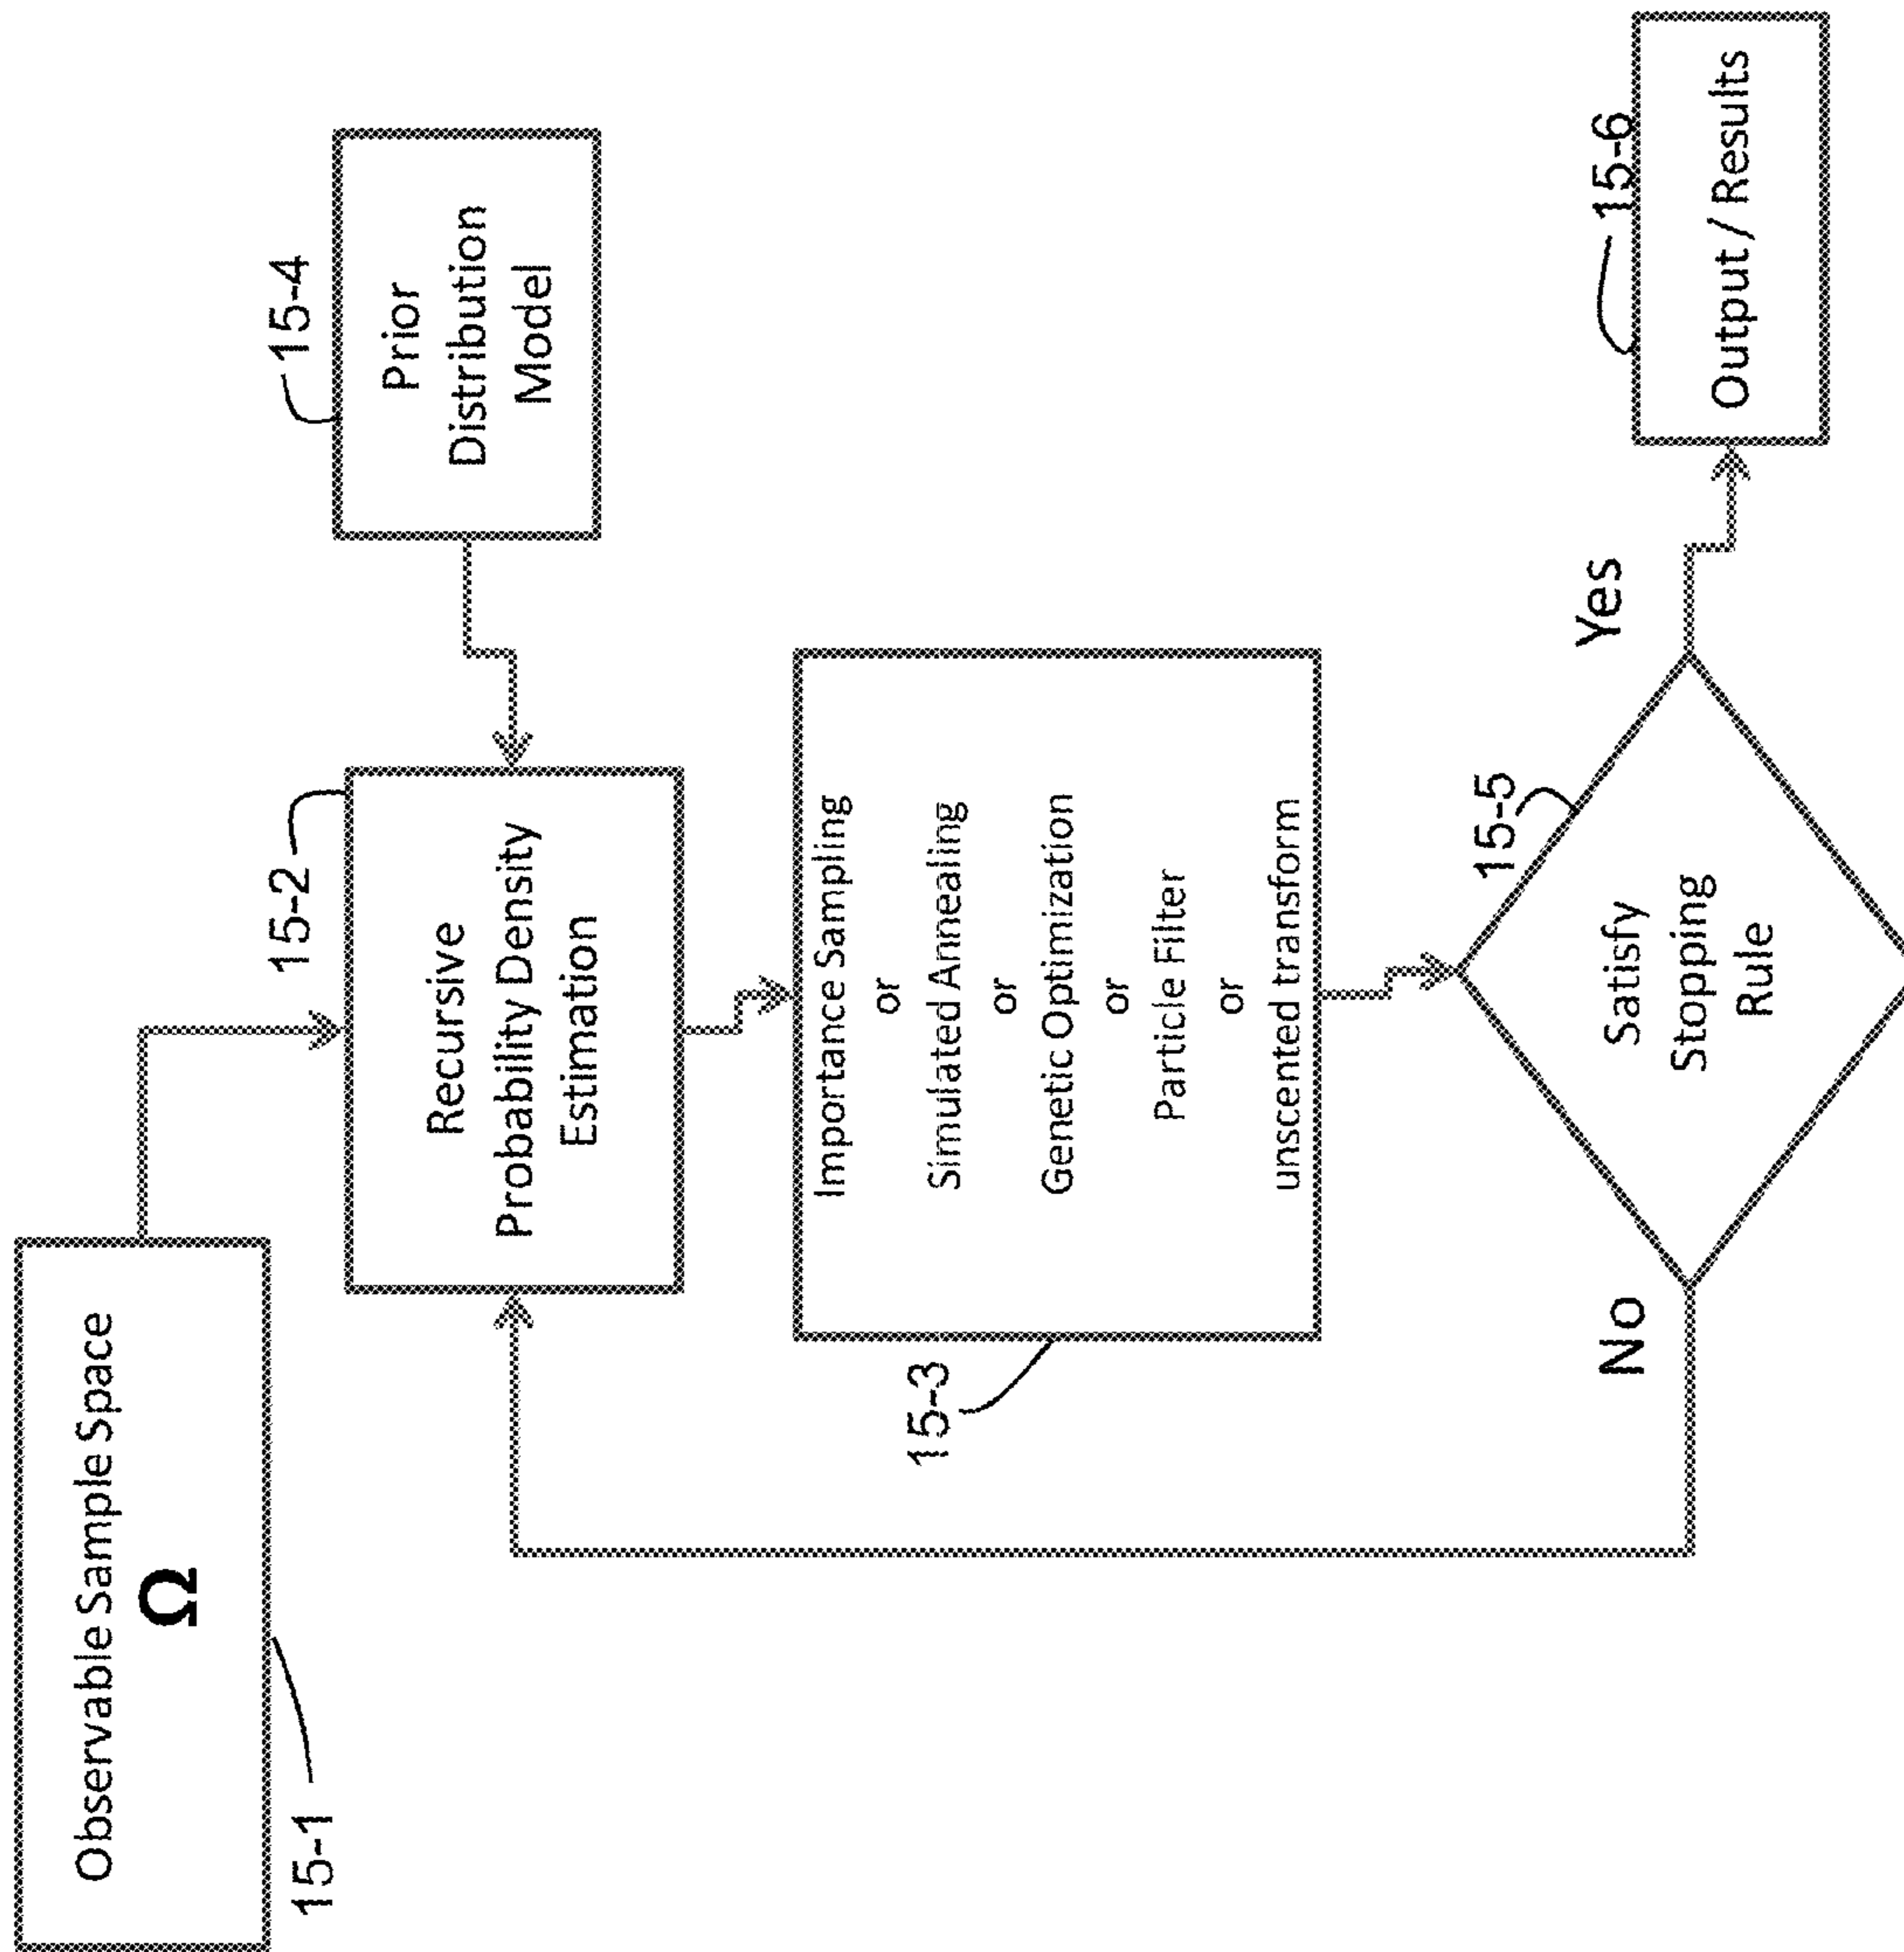 Observable Sample Space
Ω
15-1
15-2
Recursive
Probability Density
Estimation
15-4
Prior
Distribution
Model
15-3
Importance Sampling
or
Simulated Annealing
or
Genetic Optimization
or
Particle Filter
or
unscented transform
15-5
Satisfy
Stopping
Rule
No
Yes
15-6
Output / Results